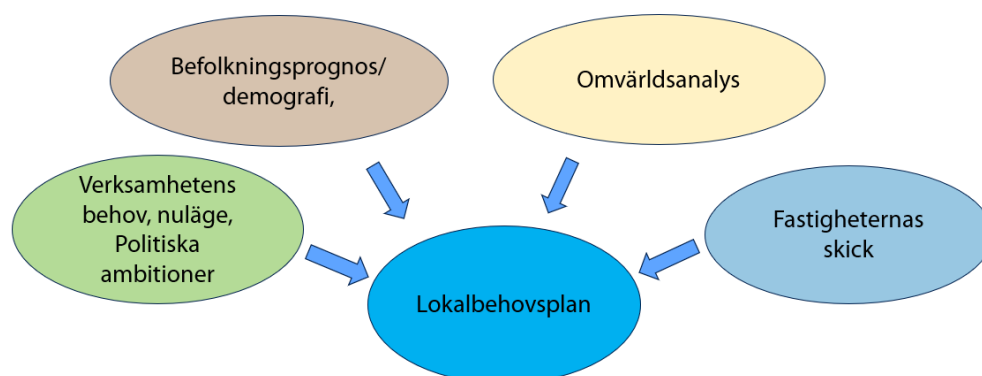 Befolkningsprognos/
demografi,
Omvärldsanalys
Verksamhetens
behov, nuläge,
Politiska
ambitioner
Fastigheternas
skick
Lokalbehovsplan